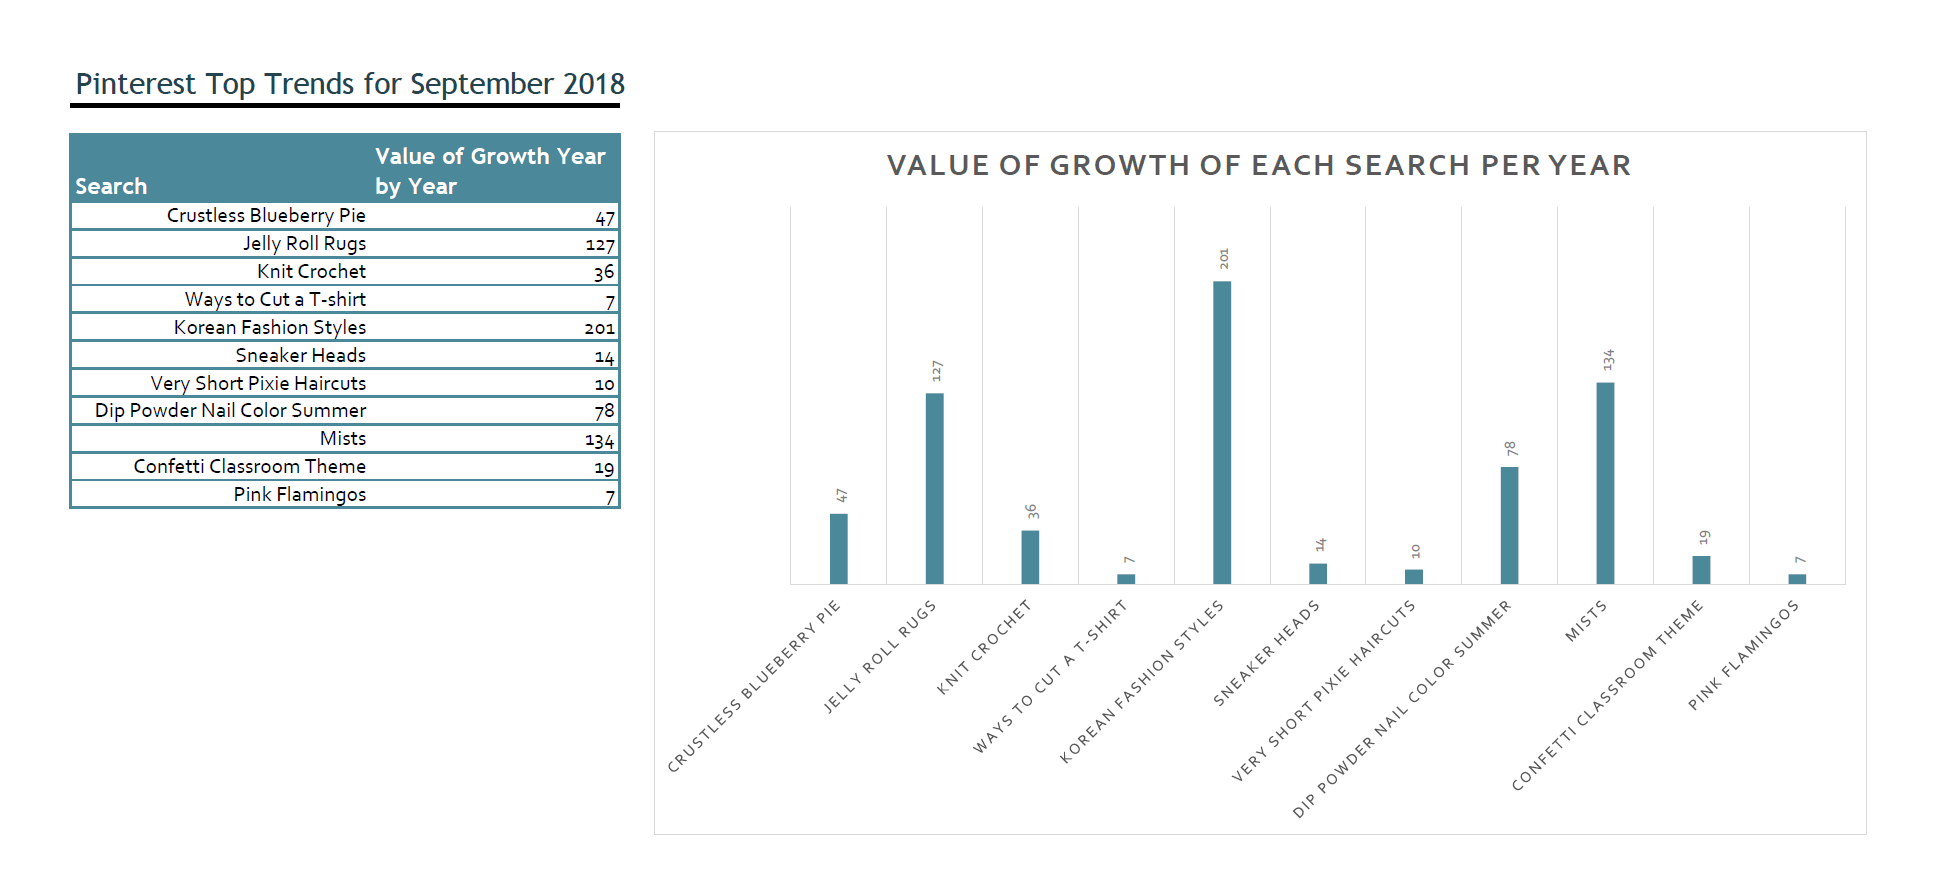 Pinterest Top Trends for September 2018
Search
Value of Growth Year
by Year
Crustless Blueberry Pie 47
Jelly Roll Rugs 127
Knit Crochet 36
Ways to Cut a T-shirt 7
Korean Fashion Styles 201
Sneaker Heads 14
Very Short Pixie Haircuts 10
Dip Powder Nail Color Summer 78
Mists 134
Confetti Classroom Theme 19
Pink Flamingos 7
VALUE OF GROWTH OF EACH SEARCH PER YEAR
47
127
36
7
201
14
10
78
134
19
7
CRUSTLESS BLUEBERRY PIE
JELLY ROLL RUGS
KNIT CROCHET
WAYS TO CUT A T-SHIRT
KOREAN FASHION STYLES
SNEAKER HEADS
VERY SHORT PIXIE HAIRCUTS
DIP POWDER NAIL COLOR SUMMER
MISTS
CONFETTI CLASSROOM THEME
PINK FLAMINGOS